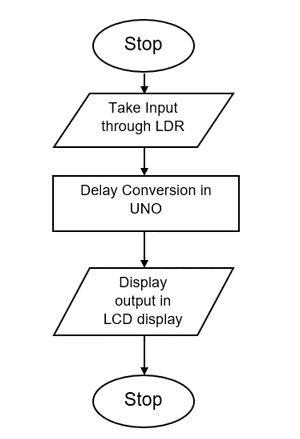 Stop
Take Input
through LDR
Delay Conversion in
UNO
Display
output in
LCD display
Stop